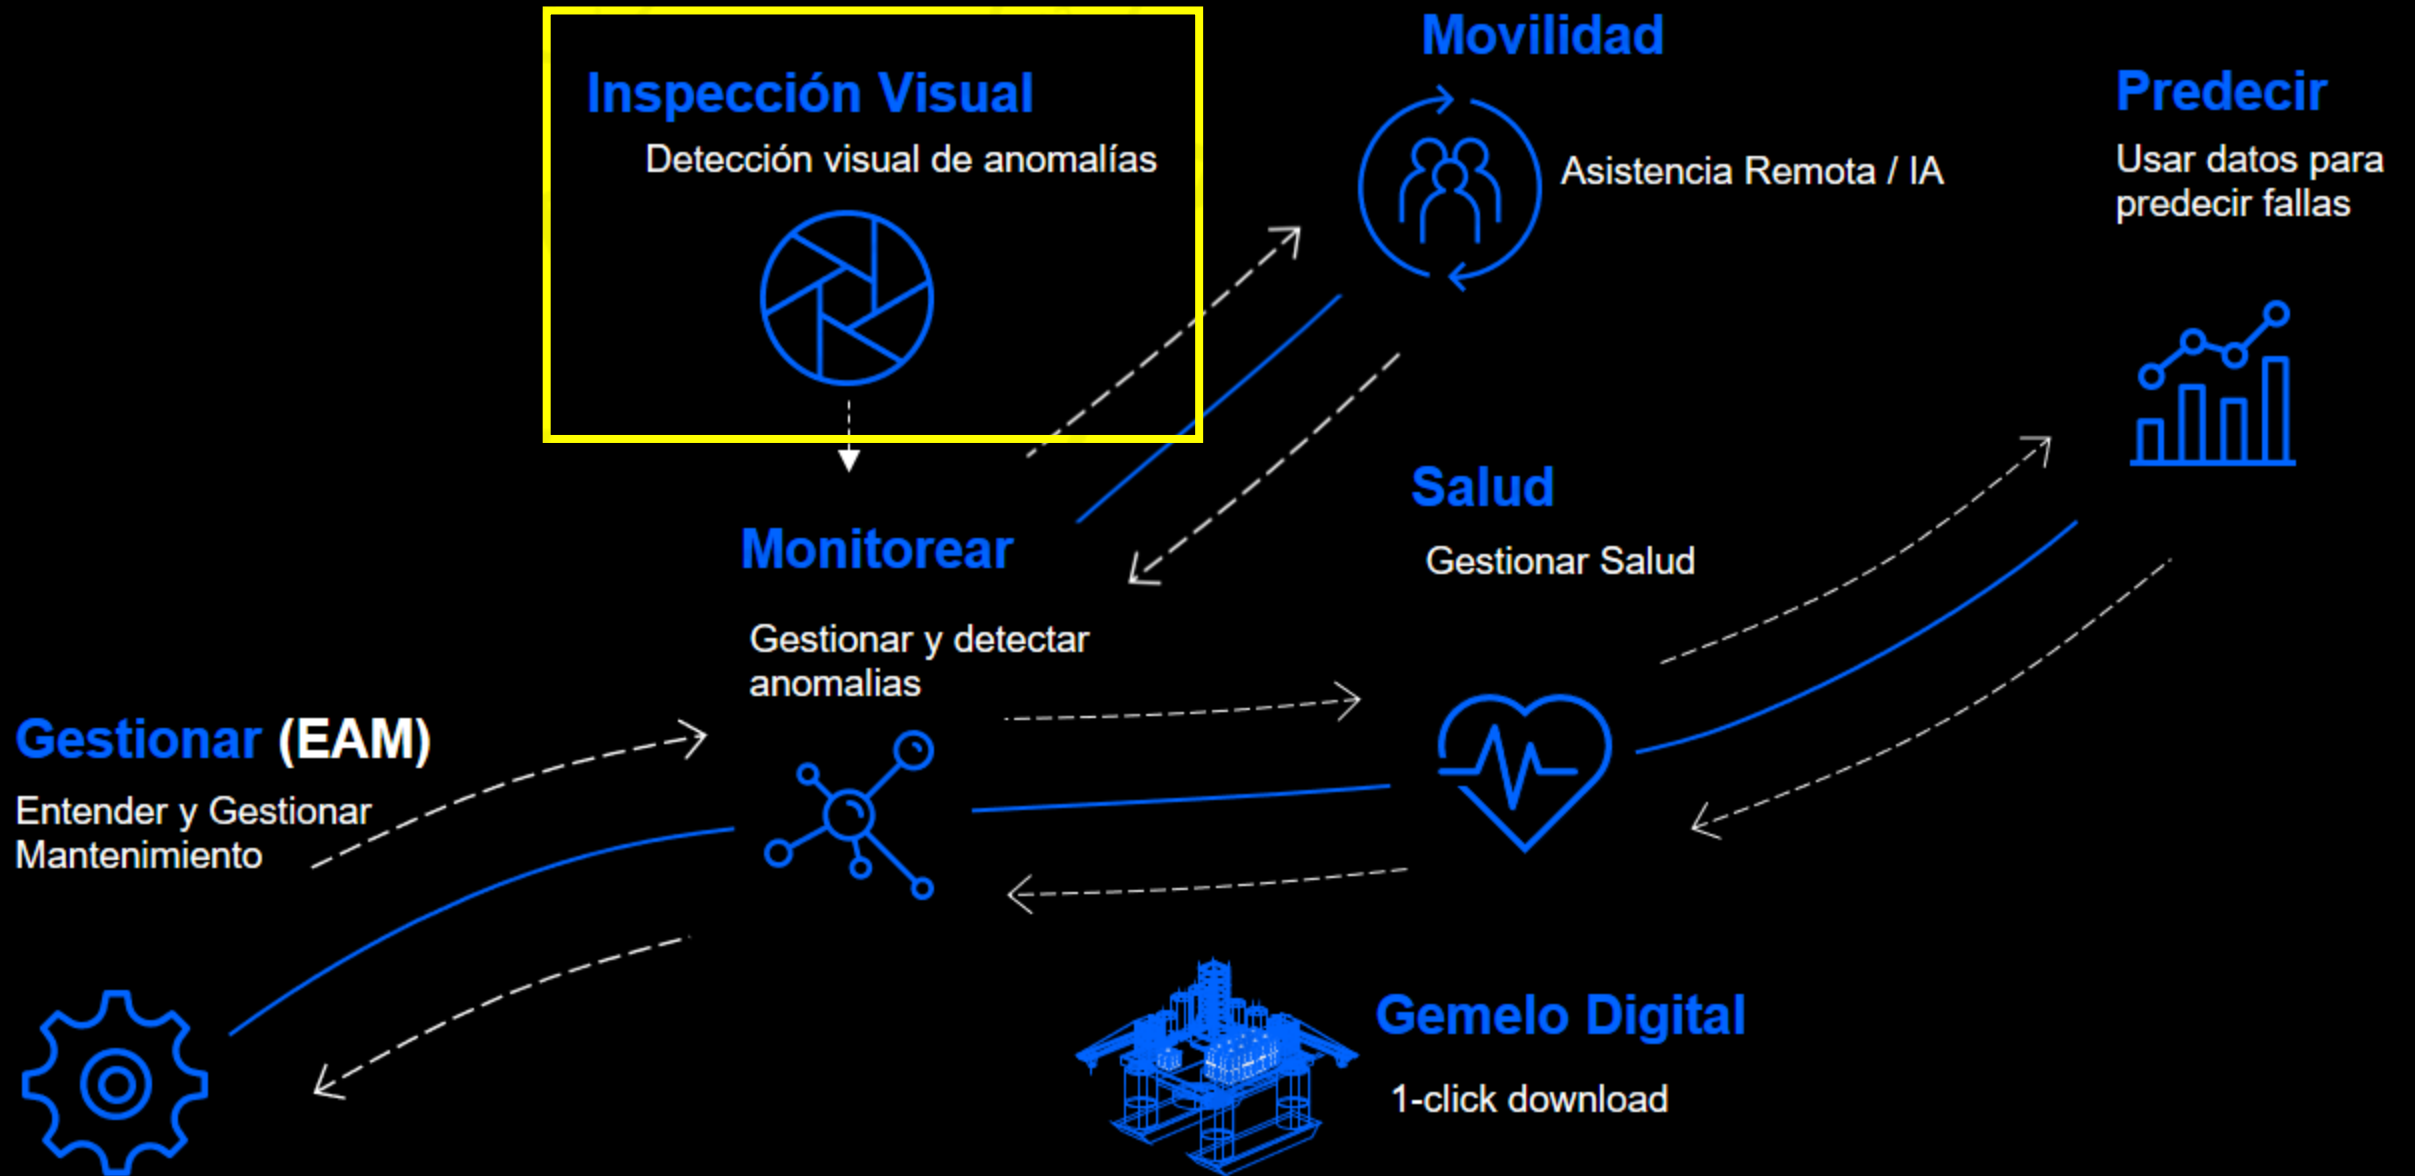 Inspección Visual
Detección visual de anomalías
Movilidad
Asistencia Remota / IA
Predecir
Usar datos para
predecir fallas
Monitorear
Gestionar y detectar
anomalias
Salud
Gestionar Salud
Gestionar (EAM)
Entender y Gestionar
Mantenimiento
Gemelo Digital
1-click download